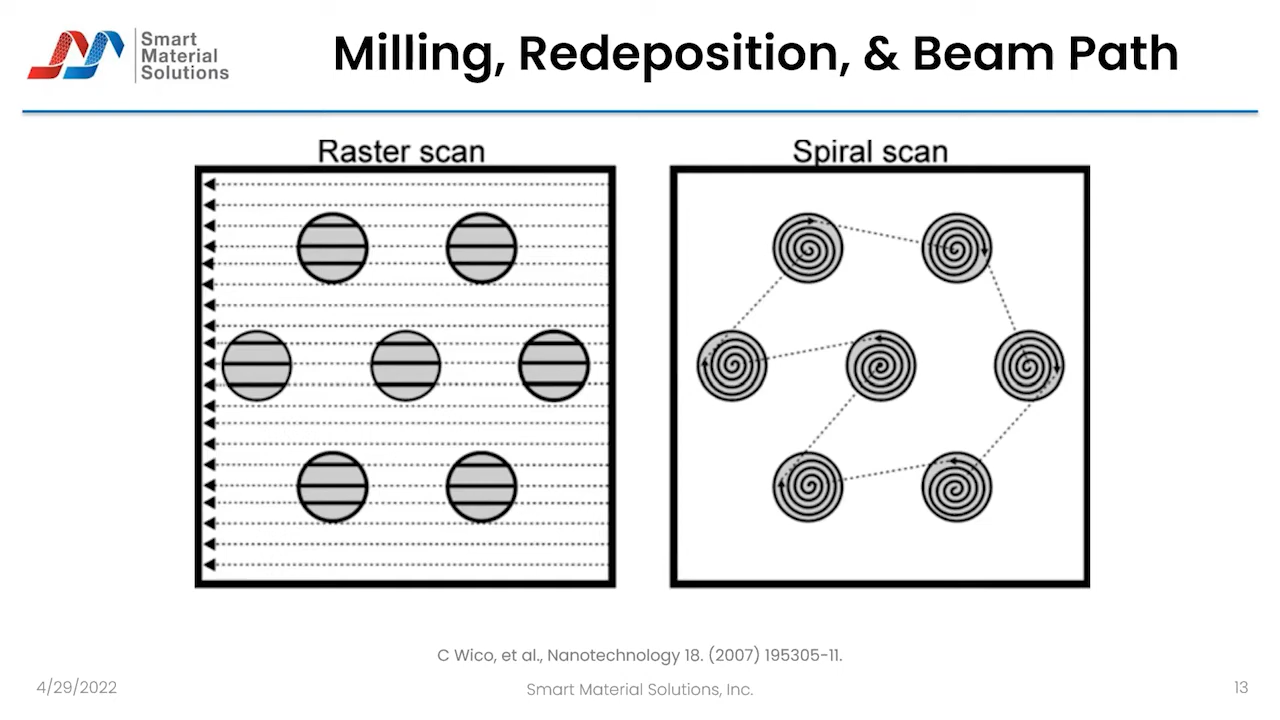 Smart
Material
Solutions
Milling, Redeposition, & Beam Path
Raster scan
Spiral scan
C Wico, et al., Nanotechnology 18. (2007) 195305-11.
4/29/2022
Smart Material Solutions, Inc.
13